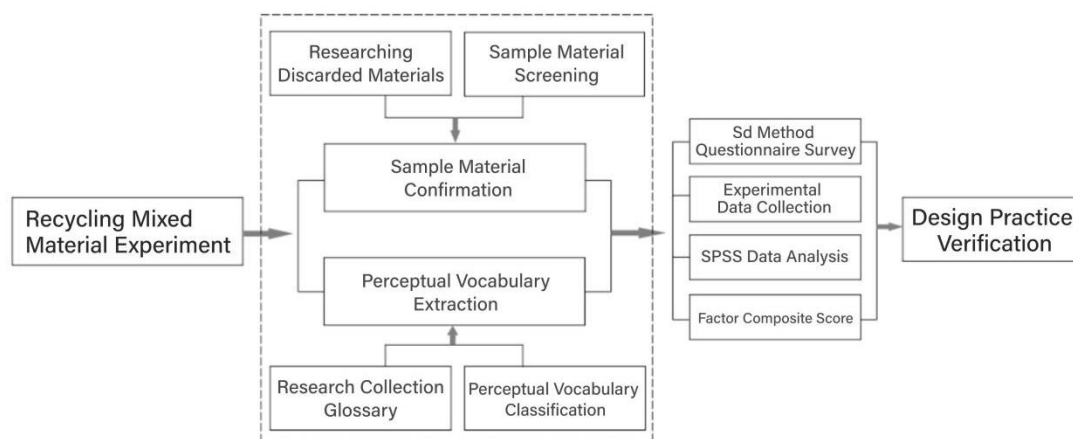 Researching
Discarded Materials
Sample Material
Screening
Sample Material
Confirmation
Recycling Mixed
Material Experiment
Perceptual Vocabulary
Extraction
Research Collection
Glossary
Perceptual Vocabulary
Classification
Sd Method
Questionnaire Survey
Experimental
Data Collection
SPSS Data Analysis
Factor Composite Score
Design Practice
Verification